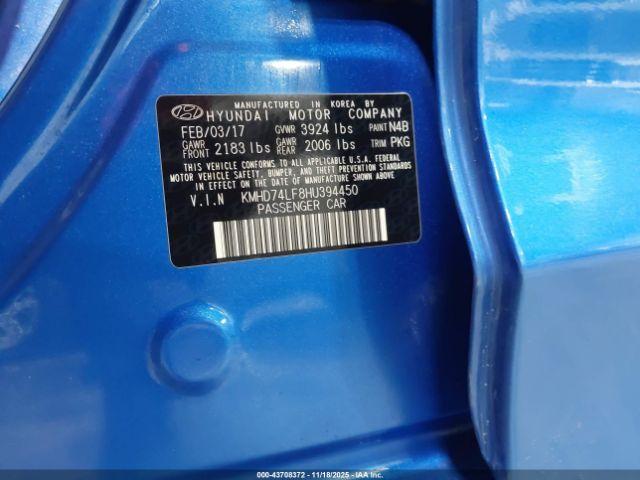 MANUFACTURED IN KOREA BY
HYUNDAI MOTOR COMPANY
FEB/03/17 GVWR 3924 lbs PAINT N4B
GAWR FRONT 2183 lbs GAWR REAR 2006 lbs TRIM PKG
THIS VEHICLE CONFORMS TO ALL APPLICABLE U.S.A. FEDERAL
MOTOR VEHICLE SAFETY, BUMPER, AND THEFT PREVENTION STANDARDS
IN EFFECT ON THE DATE OF MANUFACTURE SHOWN ABOVE.
V.I.N KMHD74LF8HU394450
PASSENGER CAR
000-43708372 11/18/2025 IAAI.COM